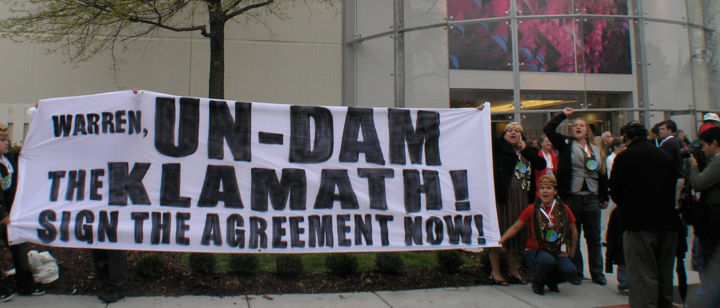 WARREN, UN-DAM
THE KLAMATH!
SIGN THE AGREEMENT NOW!